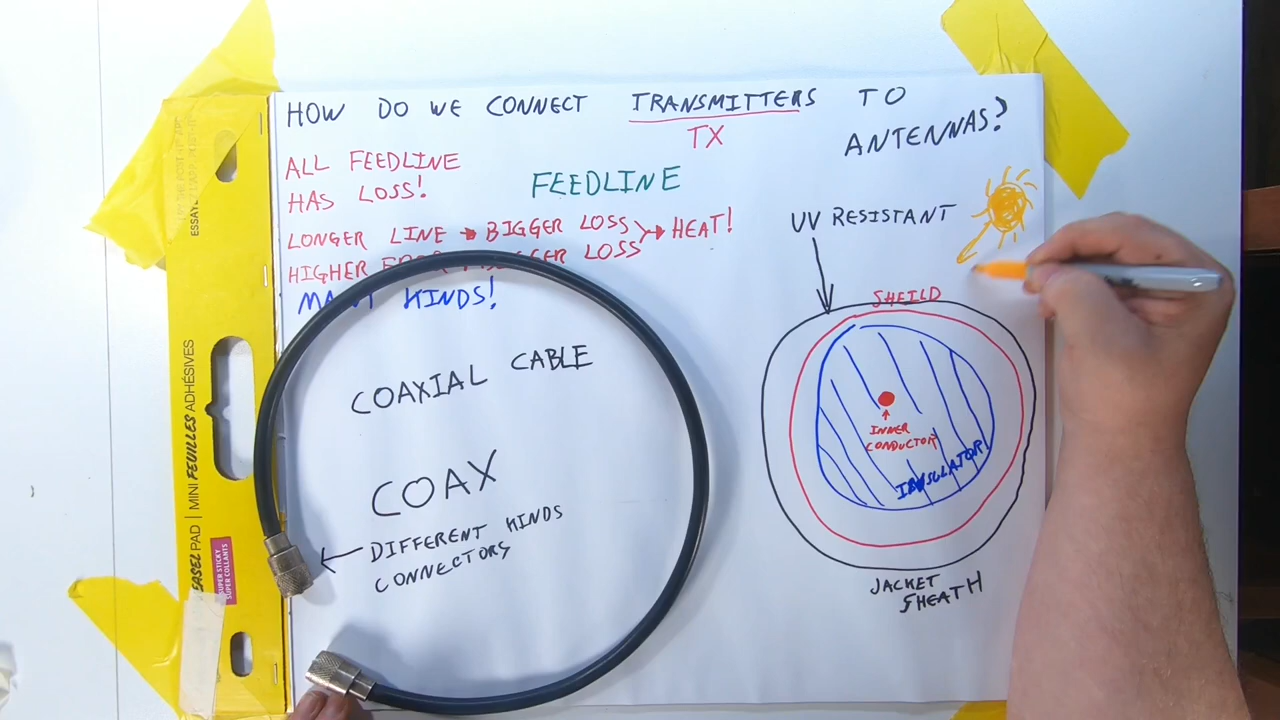 HOW DO WE CONNECT TRANSMITTERS TO
ANTENNAS?
TX
ALL FEEDLINE
HAS LOSS!
FEEDLINE
LONGER LINE → BIGGER LOSS → HEAT!
HIGHER LOSS
MANY KINDS!
UV RESISTANT
SHEILD
COAXIAL CABLE
COAX
INNER
CONDUCTOR
INSULATOR
DIFFERENT KINDS
CONNECTORS
JACKET
SHEATH
EASEL PAD | MINI FEUILLES ADHÉSIVES
SUPER STICKY
SUPER COLLANTS